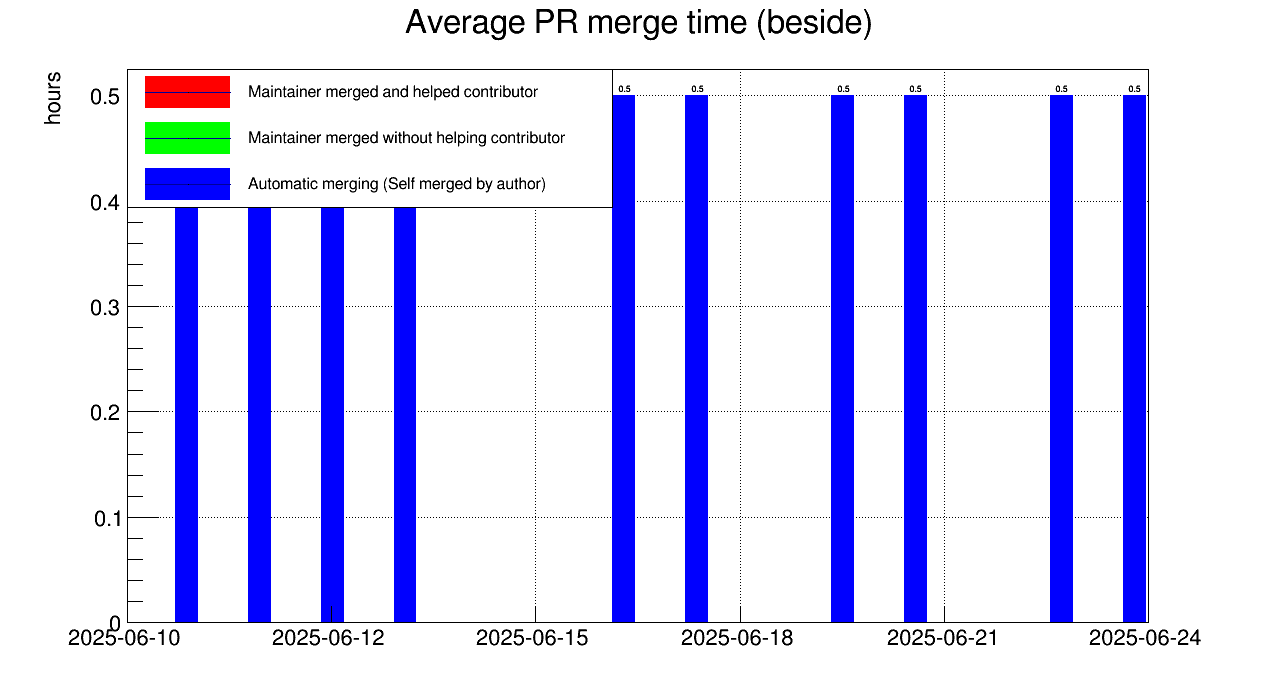 Average PR merge time (beside)
hours
Maintainer merged and helped contributor
Maintainer merged without helping contributor
Automatic merging (Self merged by author)
0.5 0.5 0.5 0.5 0.5 0.5
0.5
0.4
0.3
0.2
0.1
0
2025-06-10 2025-06-12 2025-06-15 2025-06-18 2025-06-21 2025-06-24